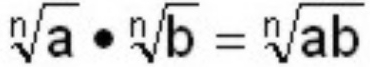 ⁿ√a • ⁿ√b = ⁿ√ab